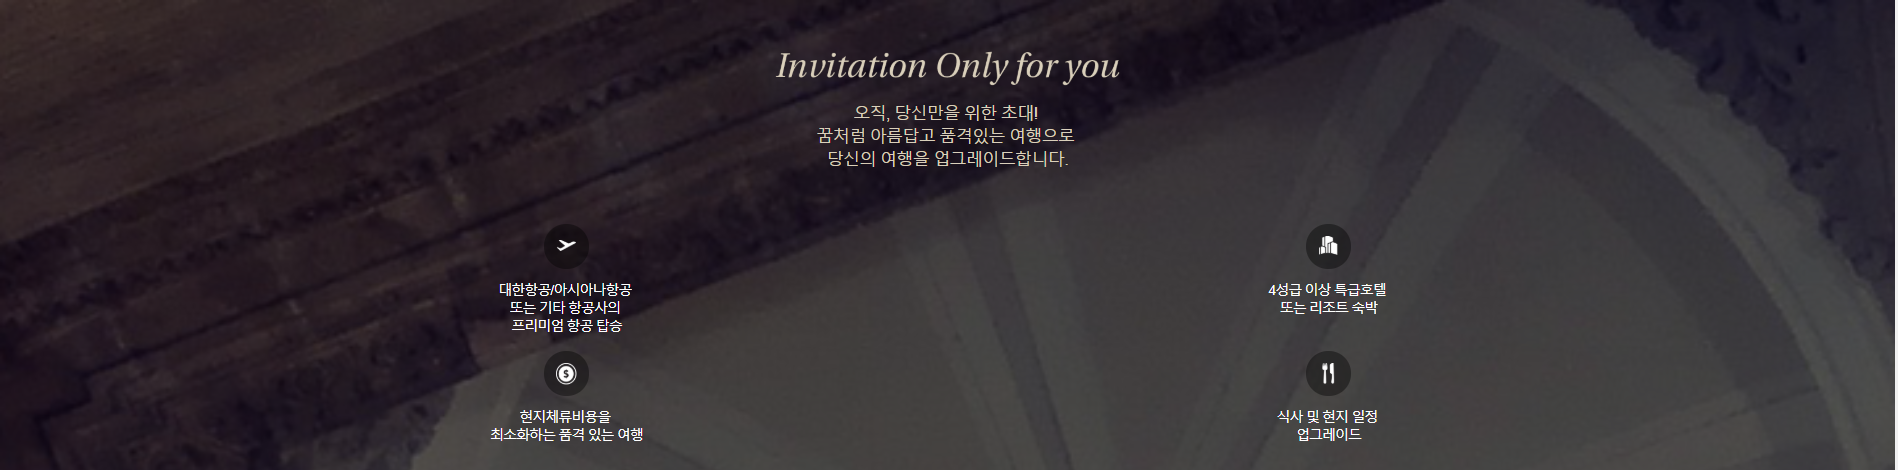 Invitation Only for you
오직, 당신만을 위한 초대!
꿈처럼 아름답고 품격있는 여행으로
당신의 여행을 업그레이드합니다.
대한항공/아시아나항공
또는 기타 항공사의
프리미엄 항공 탑승
4성급 이상 특급호텔
또는 리조트 숙박
$
현지체류비용을
최소화하는 품격 있는 여행
식사 및 현지 일정
업그레이드